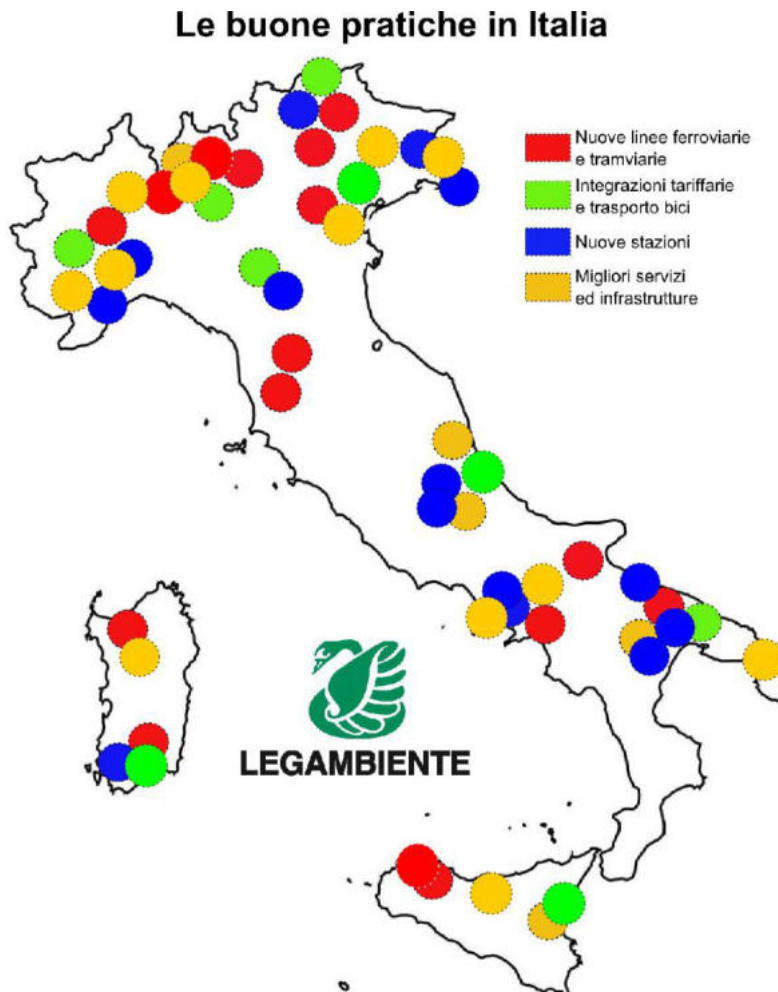 Le buone pratiche in Italia
Nuove linee ferroviarie
e tramviarie
Integrazioni tariffarie
e trasporto bici
Nuove stazioni
Migliori servizi
ed infrastrutture
LEGAMBIENTE